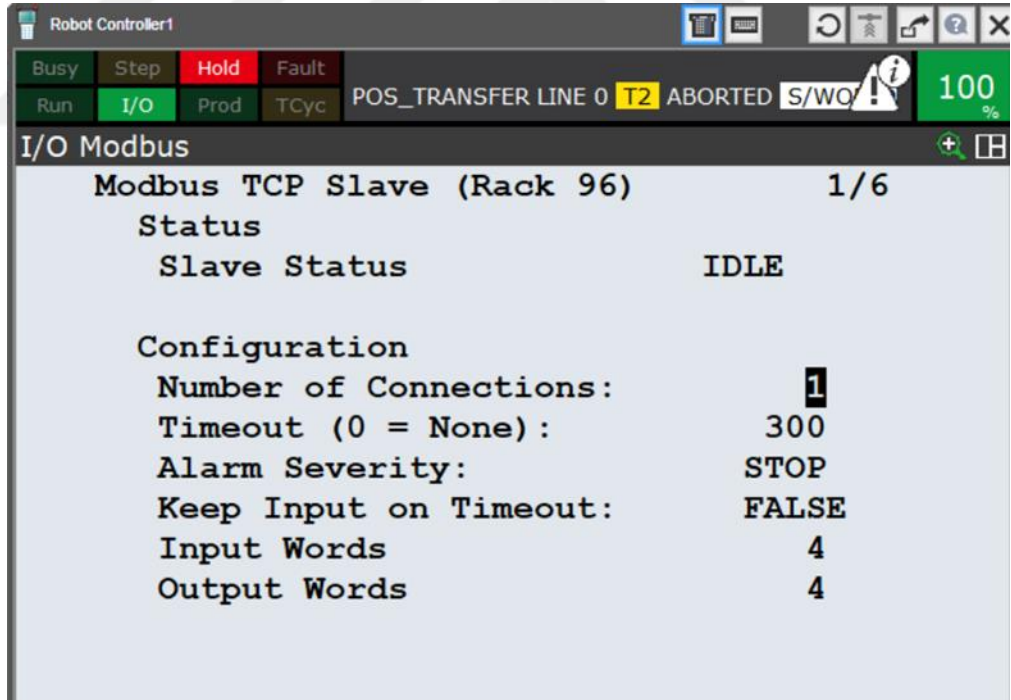 Robot Controller1
Busy Step Hold Fault
Run I/O Prod TCyc POS_TRANSFER LINE 0 T2 ABORTED S/WO
100
%
I/O Modbus
Modbus TCP Slave (Rack 96) 1/6
Status
Slave Status IDLE
Configuration
Number of Connections: 1
Timeout (0 = None): 300
Alarm Severity: STOP
Keep Input on Timeout: FALSE
Input Words 4
Output Words 4